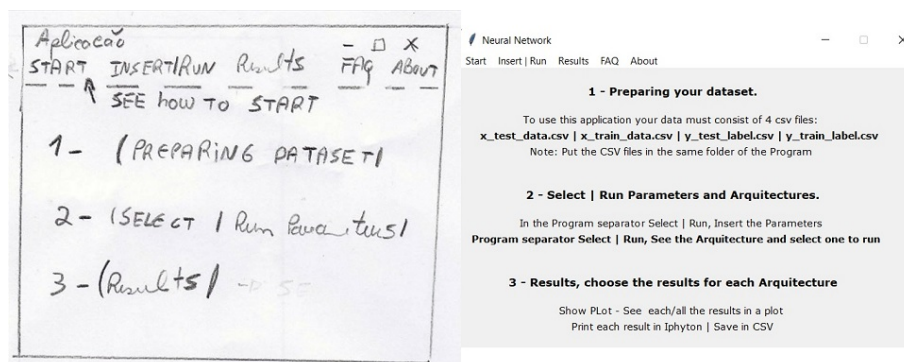 Aplicacão
START INSERT/RUN Results FAQ ABOUT
SEE how TO START
1- (PREPARING DATASET)
2- (SELECT / Run Parameters)
3-(Results)
Neural Network
Start Insert | Run Results FAQ About
1 - Preparing your dataset.
To use this application your data must consist of 4 csv files:
x_test_data.csv | x_train_data.csv | y_test_label.csv | y_train_label.csv
Note: Put the CSV files in the same folder of the Program
2 - Select | Run Parameters and Arquitectures.
In the Program separator Select | Run, Insert the Parameters
Program separator Select | Run, See the Arquitecture and select one to run
3 - Results, choose the results for each Arquitecture
Show PLot - See each/all the results in a plot
Print each result in Iphyton | Save in CSV